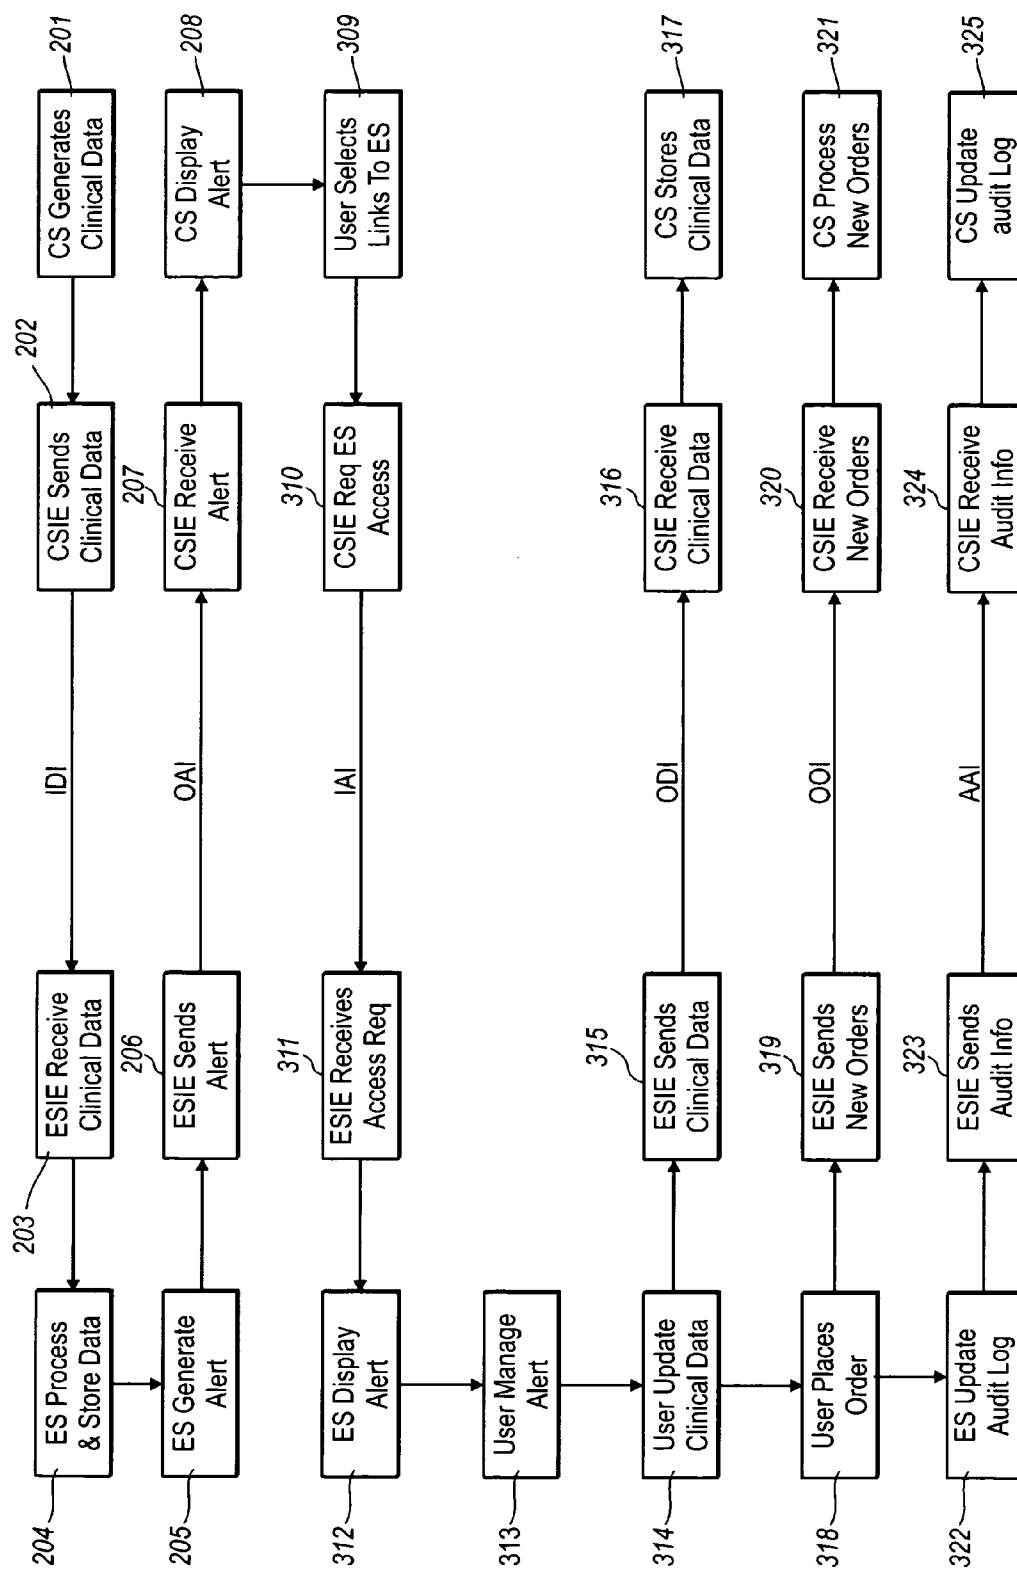 204
ES Process
& Store Data
203
ESIE Receive
Clinical Data
IDI
202
CSIE Sends
Clinical Data
201
CS Generates
Clinical Data
205
ES Generate
Alert
206
ESIE Sends
Alert
OAI
207
CSIE Receive
Alert
208
CS Display
Alert
312
ES Display
Alert
311
ESIE Receives
Access Req
IAI
310
CSIE Req ES
Access
309
User Selects
Links To ES
313
User Manage
Alert
314
User Update
Clinical Data
315
ESIE Sends
Clinical Data
ODI
316
CSIE Receive
Clinical Data
317
CS Stores
Clinical Data
318
User Places
Order
319
ESIE Sends
New Orders
OOI
320
CSIE Receive
New Orders
321
CS Process
New Orders
322
ES Update
Audit Log
323
ESIE Sends
Audit Info
AAI
324
CSIE Receive
Audit Info
325
CS Update
audit Log